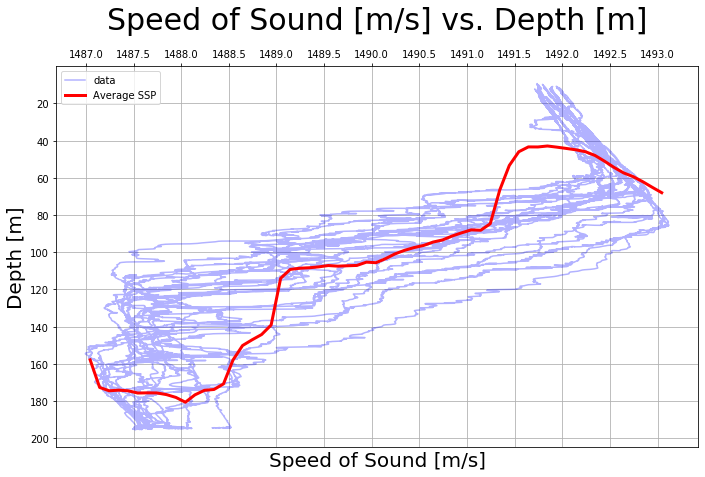 Speed of Sound [m/s] vs. Depth [m]
1487.0 1487.5 1488.0 1488.5 1489.0 1489.5 1490.0 1490.5 1491.0 1491.5 1492.0 1492.5 1493.0
data
Average SSP
20
40
60
80
100
120
140
160
180
200
Depth [m]
Speed of Sound [m/s]